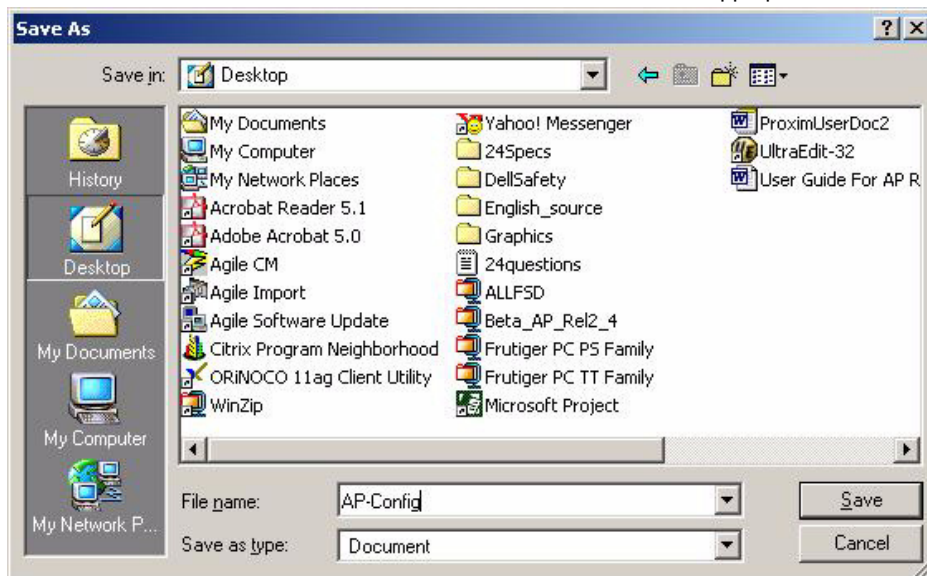 Save As
Save in:
Desktop
History
Desktop
My Documents
My Computer
My Network P...
My Documents
My Computer
My Network Places
Acrobat Reader 5.1
Adobe Acrobat 5.0
Agile CM
Agile Import
Agile Software Update
Citrix Program Neighborhood
ORiNOCO 11ag Client Utility
WinZip
Yahoo! Messenger
24Specs
DellSafety
English_source
Graphics
24questions
ALLFSD
Beta_AP_Rel2_4
Frutiger PC PS Family
Frutiger PC TT Family
Microsoft Project
ProximUserDoc2
UltraEdit-32
User Guide For AP R
File name:
AP-Config
Save
Save as type:
Document
Cancel